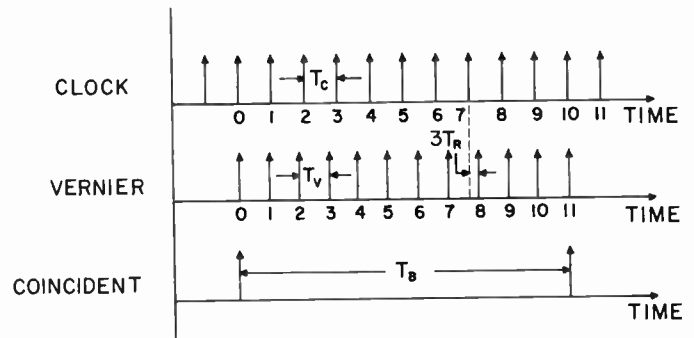 CLOCK
T_C
0 1 2 3 4 5 6 7 8 9 10 11 TIME
3T_R
VERNIER
T_V
0 1 2 3 4 5 6 7 8 9 10 11 TIME
COINCIDENT
T_B
TIME